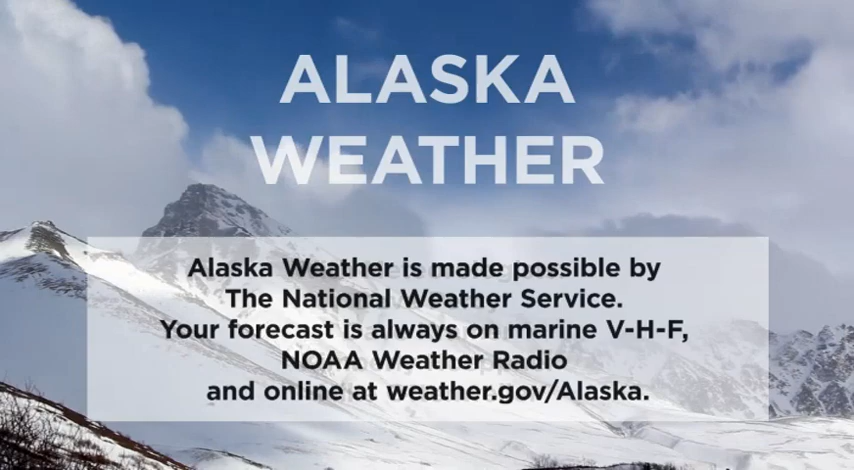 ALASKA
WEATHER
Alaska Weather is made possible by
The National Weather Service.
Your forecast is always on marine V-H-F,
NOAA Weather Radio
and online at weather.gov/Alaska.